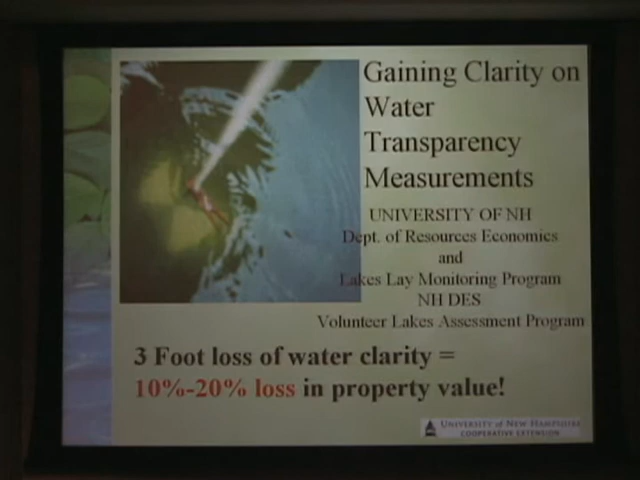 Gaining Clarity on
Water
Transparency
Measurements
UNIVERSITY OF NH
Dept. of Resources Economics
and
Lakes Lay Monitoring Program
NH DES
Volunteer Lakes Assessment Program
3 Foot loss of water clarity =
10%-20% loss in property value!
UNIVERSITY of NEW HAMPSHIRE
COOPERATIVE EXTENSION